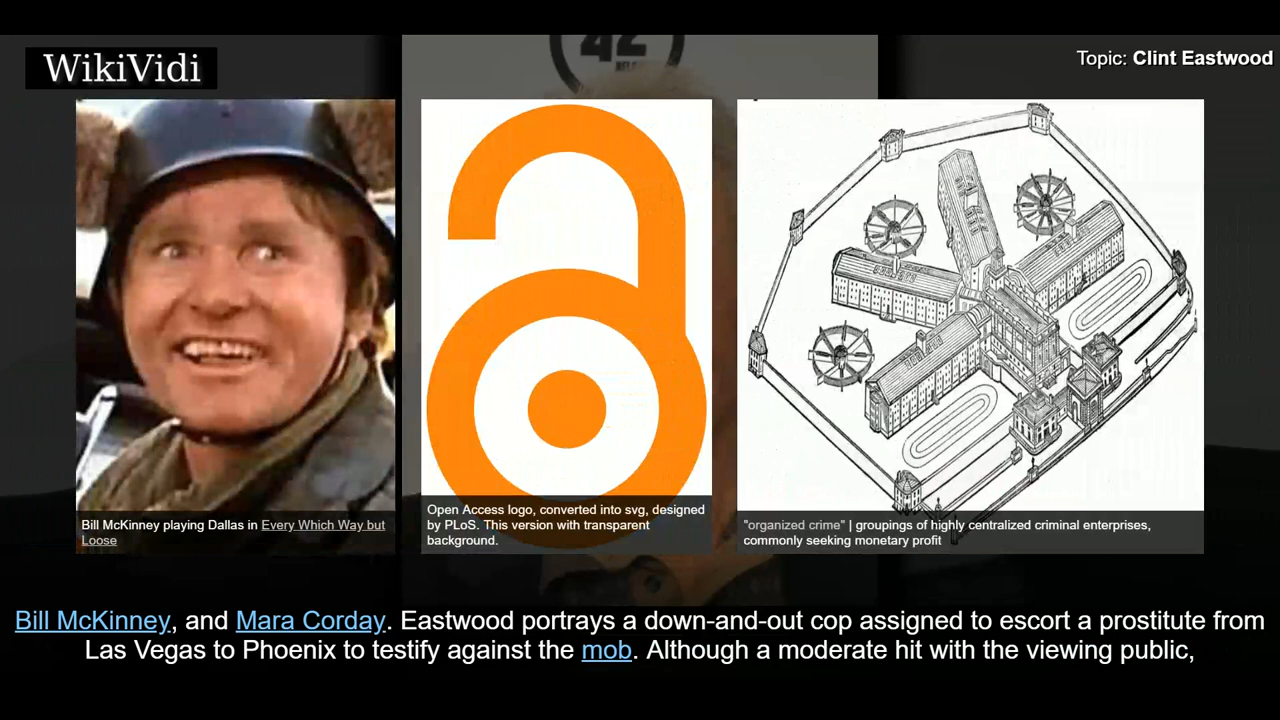 42
WikiVidi
Topic: Clint Eastwood
Bill McKinney playing Dallas in Every Which Way but
Loose
Open Access logo, converted into svg, designed
by PLoS. This version with transparent
background.
"organized crime" | groupings of highly centralized criminal enterprises,
commonly seeking monetary profit
Bill McKinney, and Mara Corday. Eastwood portrays a down-and-out cop assigned to escort a prostitute from
Las Vegas to Phoenix to testify against the mob. Although a moderate hit with the viewing public,